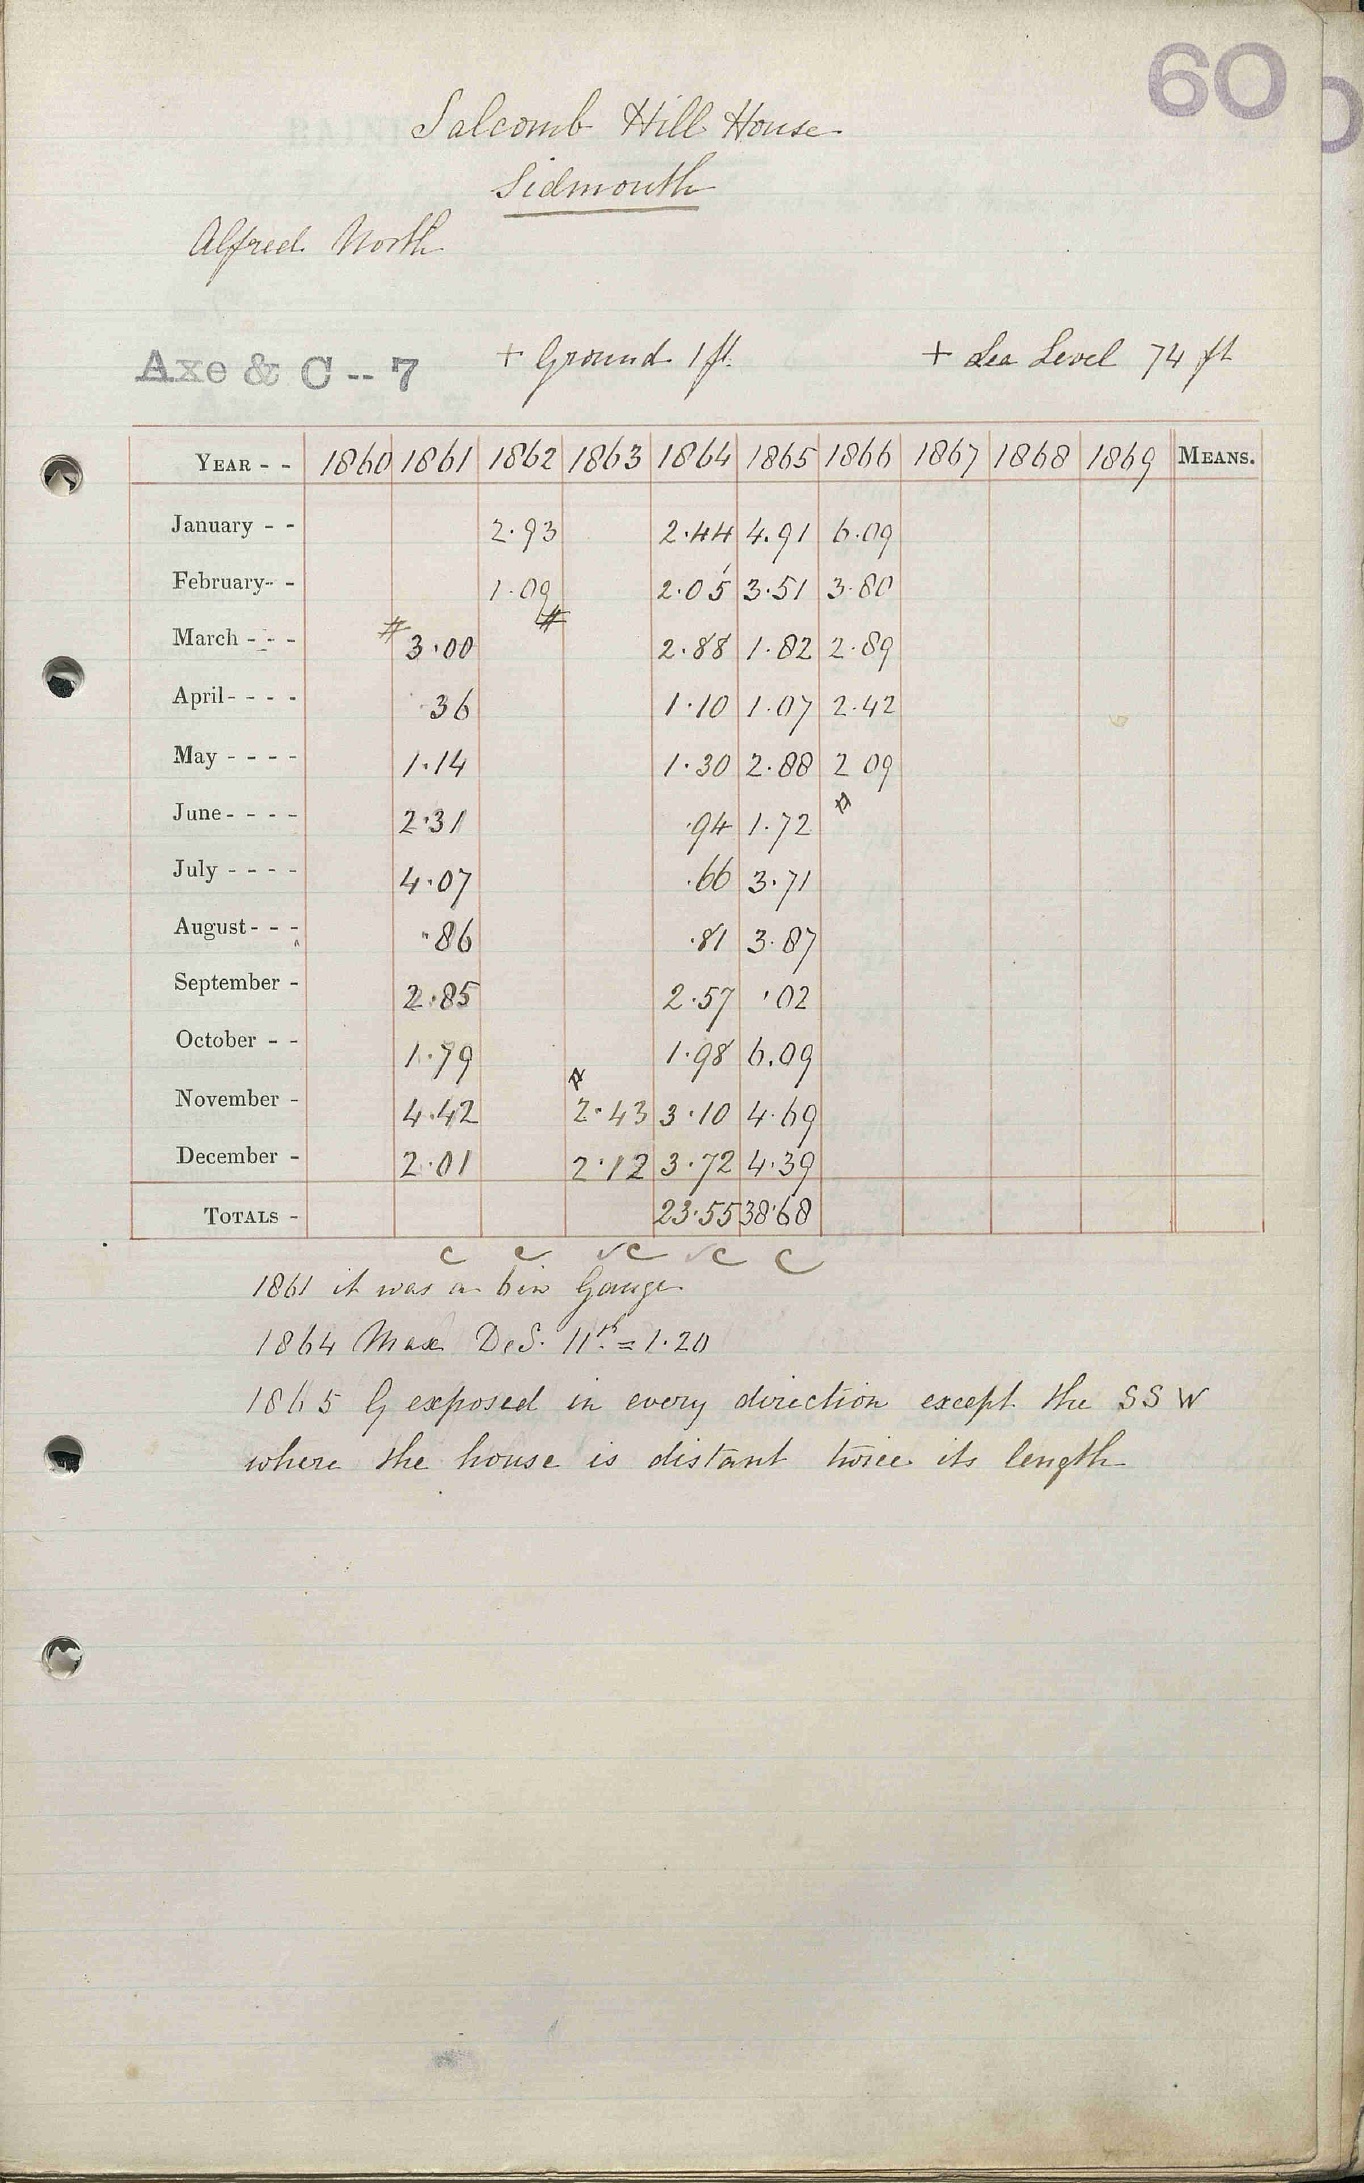 60
Salcomb Hill House
Sidmouth
Alfred North
Axe & C -- 7 + Ground 1 ft. + Sea Level 74 ft
YEAR - - 1860 1861 1862 1863 1864 1865 1866 1867 1868 1869 MEANS.
January - - 2.93 2.44 4.91 6.09
February - - 1.09 2.05 3.51 3.80
March - - - # 3.00 # 2.88 1.82 2.89
April - - - - .36 1.10 1.07 2.42
May - - - - 1.14 1.30 2.88 2 09
June - - - - 2.31 .94 1.72
July - - - - 4.07 .66 3.71
August - - - .86 .81 3.87
September - 2.85 2.57 .02
October - - 1.79 1.98 6.09
November - 4.42 2.43 3.10 4.69
December - 2.01 2.12 3.72 4.39
TOTALS - 23.55 38.68
c c √c √c c
1861 it was a 6 in Gauge
1864 Max 11th = 1.20
1865 G exposed in every direction except the SSW
where the house is distant twice its length